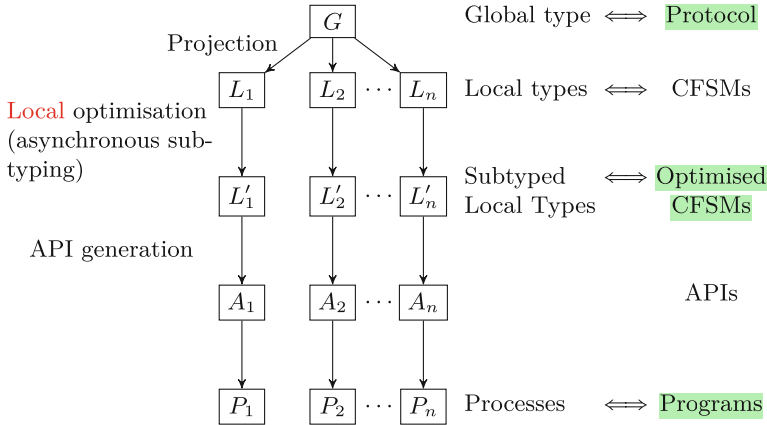 G Global type ⟺ Protocol
Projection
L₁ L₂ ··· Lₙ Local types ⟺ CFSMs
Local optimisation
(asynchronous sub-
typing)
L′₁ L′₂ ··· L′ₙ Subtyped ⟺ Optimised
Local Types CFSMs
API generation
A₁ A₂ ··· Aₙ APIs
P₁ P₂ ··· Pₙ Processes ⟺ Programs